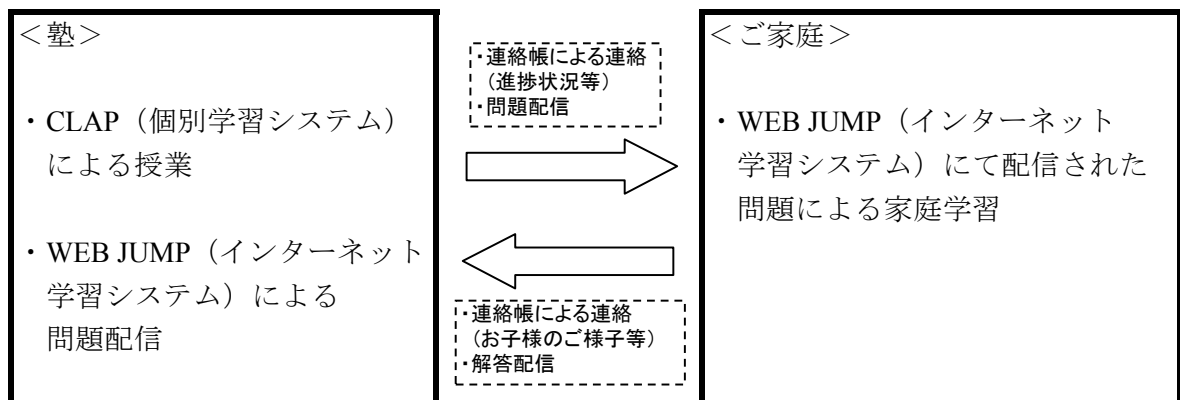 ＜塾＞
・CLAP（個別学習システム）
による授業
・WEB JUMP（インターネット
学習システム）による
問題配信
・連絡帳による連絡
（進捗状況等）
・問題配信
・連絡帳による連絡
（お子様のご様子等）
・解答配信
＜ご家庭＞
・WEB JUMP（インターネット
学習システム）にて配信された
問題による家庭学習